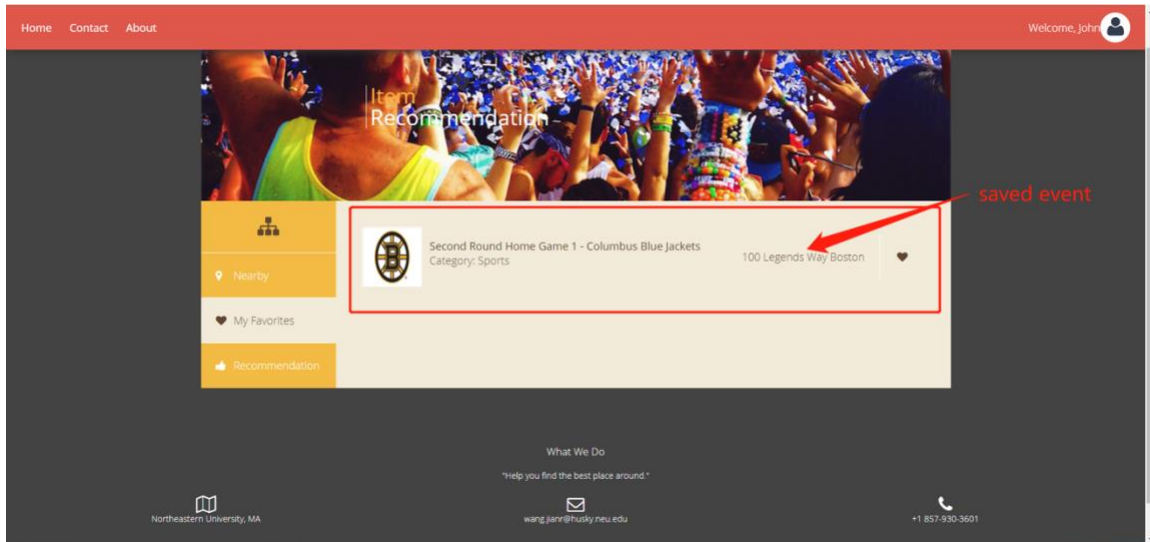 Home Contact About
Welcome, John
Item
Recommendation
saved event
B
Second Round Home Game 1 - Columbus Blue Jackets
Category: Sports
100 Legends Way Boston
Nearby
My Favorites
Recommendation
What We Do
"Help you find the best place around."
Northeastern University, MA
wang.jianr@husky.neu.edu
+1 857-930-3601